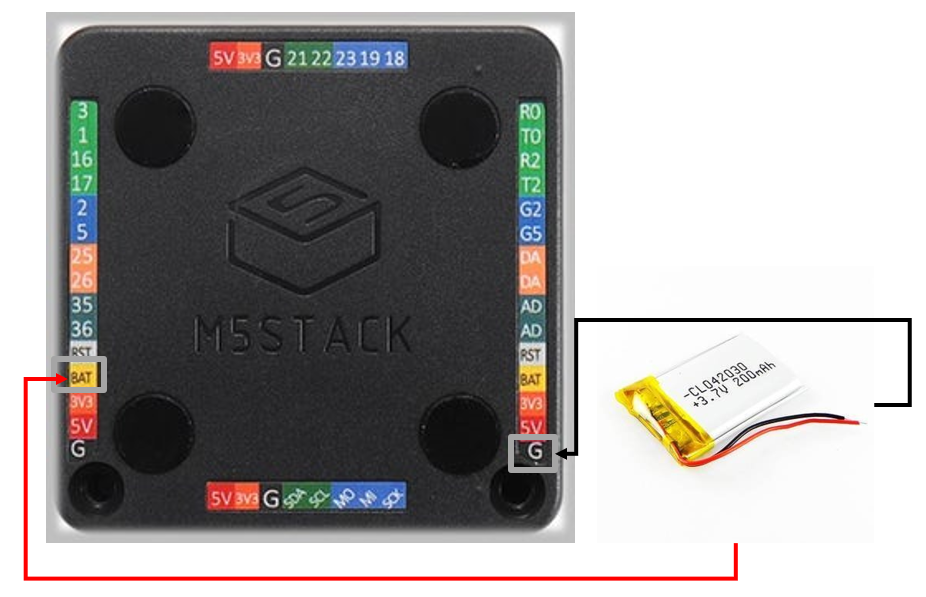 5V 3V3 G 21 22 23 19 18
3
1
16
17
2
5
25
26
35
36
RST
BAT
3V3
5V
G
R0
T0
R2
T2
G2
G5
DA
DA
AD
AD
RST
BAT
3V3
5V
G
M5STACK
5V 3V3 G SDA SCL MO MI SCK
-CL042030
+3.7V 200mAh